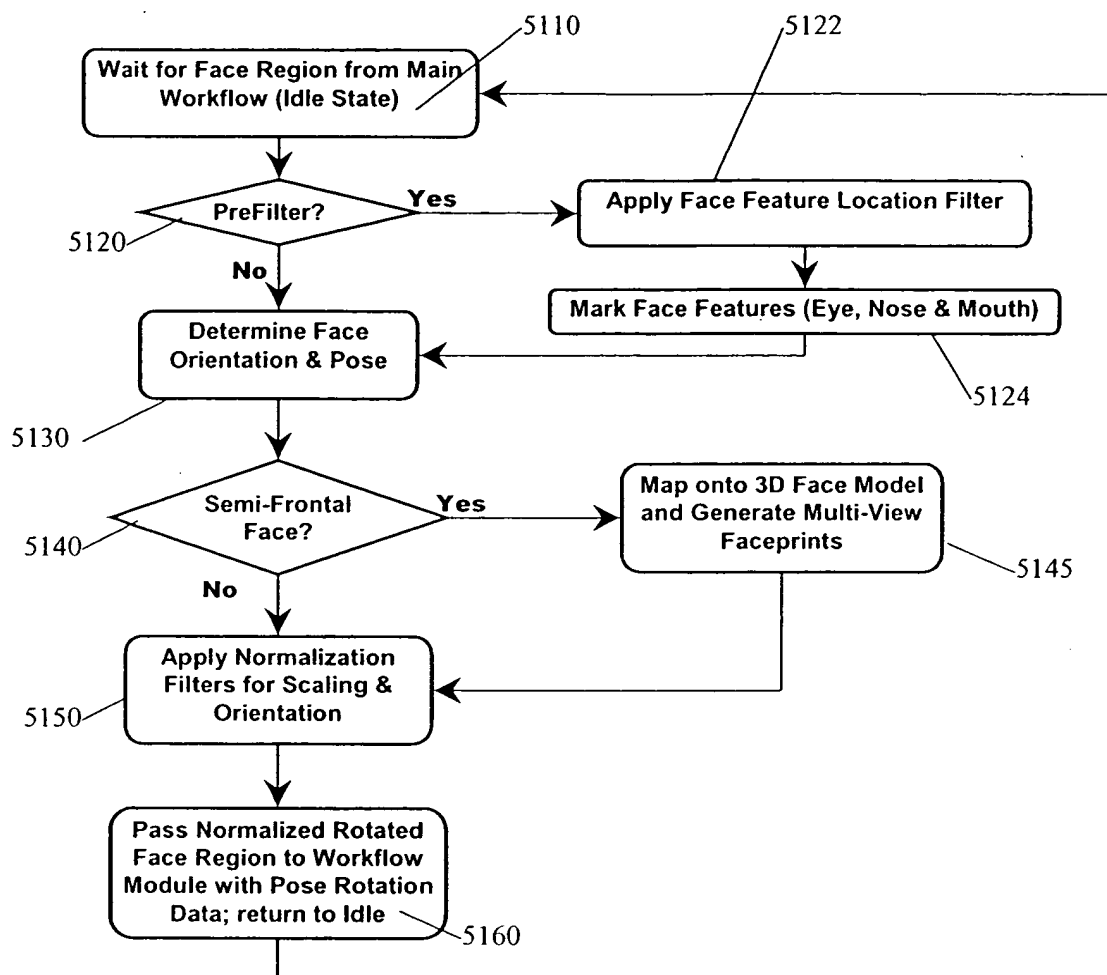 5110
5122
Wait for Face Region from Main
Workflow (Idle State)
PreFilter?
Yes
5120
Apply Face Feature Location Filter
No
Mark Face Features (Eye, Nose & Mouth)
5124
Determine Face
Orientation & Pose
5130
Semi-Frontal
Face?
Yes
5140
Map onto 3D Face Model
and Generate Multi-View
Faceprints
5145
No
Apply Normalization
Filters for Scaling &
Orientation
5150
Pass Normalized Rotated
Face Region to Workflow
Module with Pose Rotation
Data; return to Idle
5160